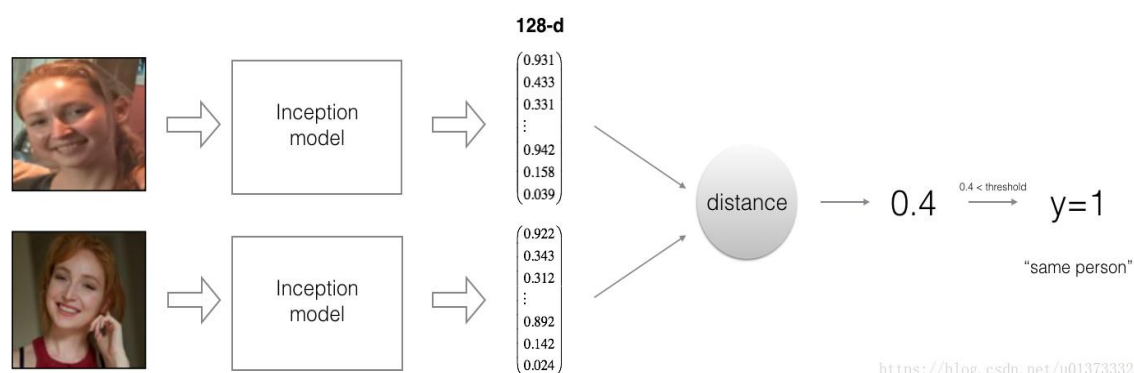 128-d
0.931
0.433
0.331
⋮
0.942
0.158
0.039
Inception
model
0.922
0.343
0.312
⋮
0.892
0.142
0.024
Inception
model
distance
0.4
0.4 < threshold
y=1
“same person”
https://blog.csdn.net/u01373332